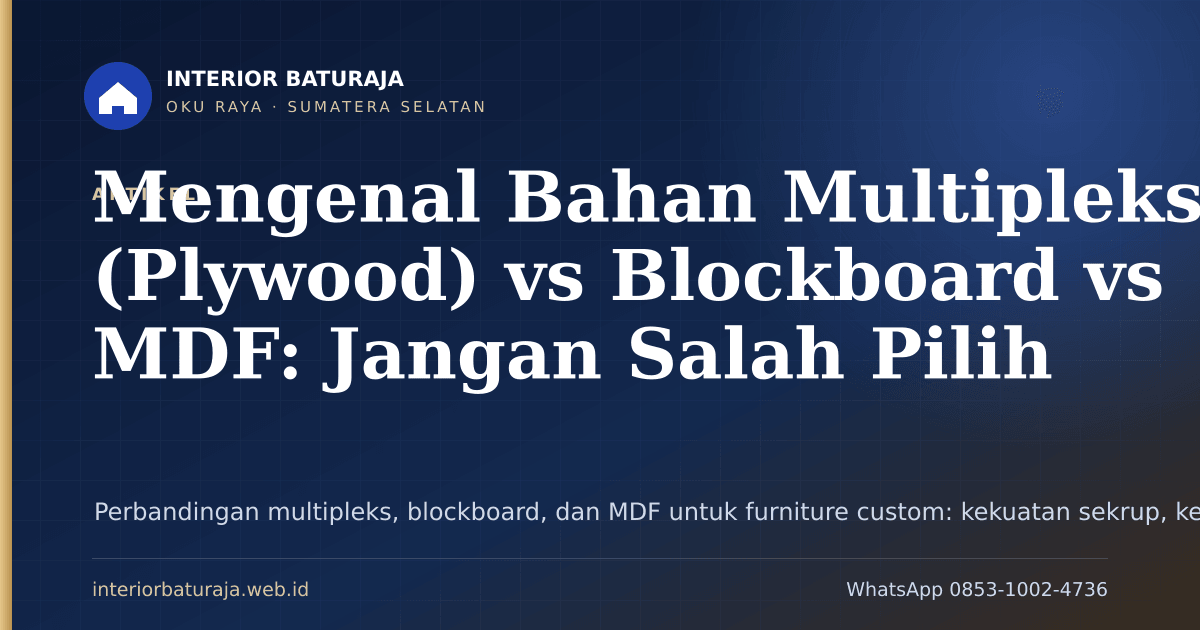 INTERIOR BATURAJA
OKU RAYA · SUMATERA SELATAN
ARTIKEL
Mengenal Bahan Multipleks
(Plywood) vs Blockboard vs
MDF: Jangan Salah Pilih
Perbandingan multipleks, blockboard, dan MDF untuk furniture custom: kekuatan sekrup, ke
interiorbaturaja.web.id
WhatsApp 0853-1002-4736